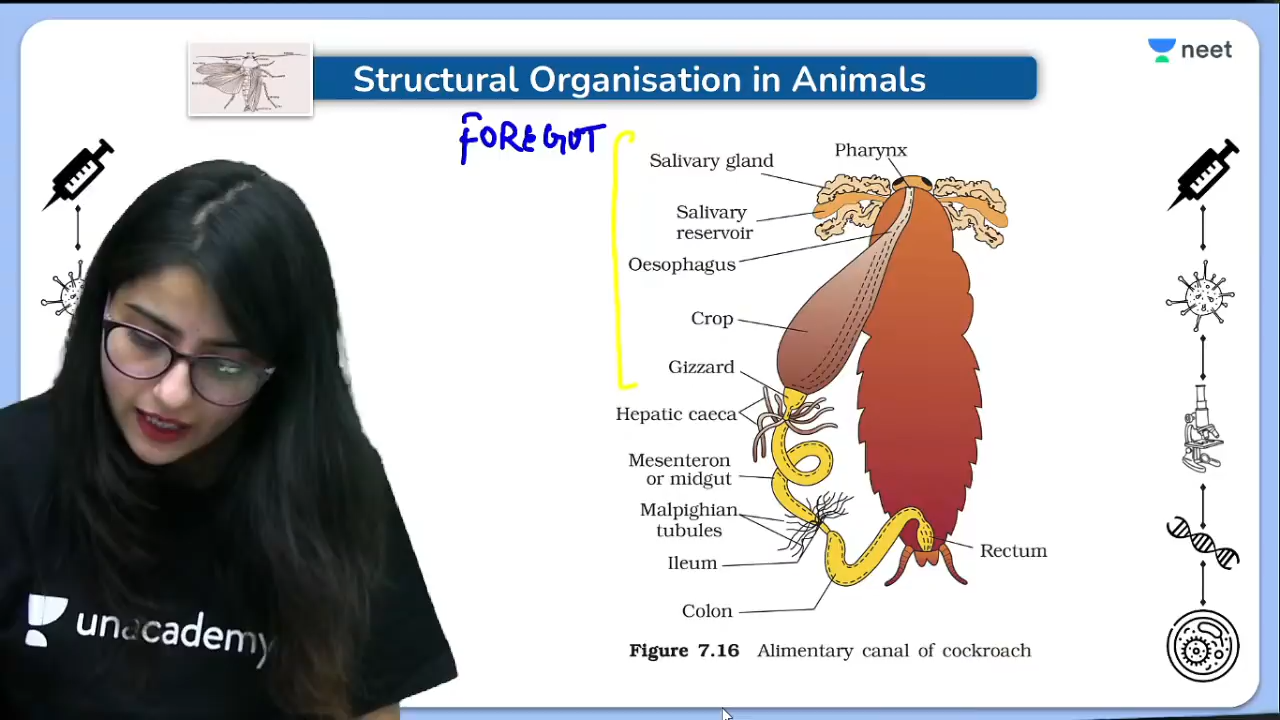 neet
Structural Organisation in Animals
FOREGUT
Pharynx
Salivary gland
Salivary
reservoir
Oesophagus
Crop
Gizzard
Hepatic caeca
Mesenteron
or midgut
Malpighian
tubules
Ileum
Rectum
Colon
unacademy
Figure 7.16 Alimentary canal of cockroach